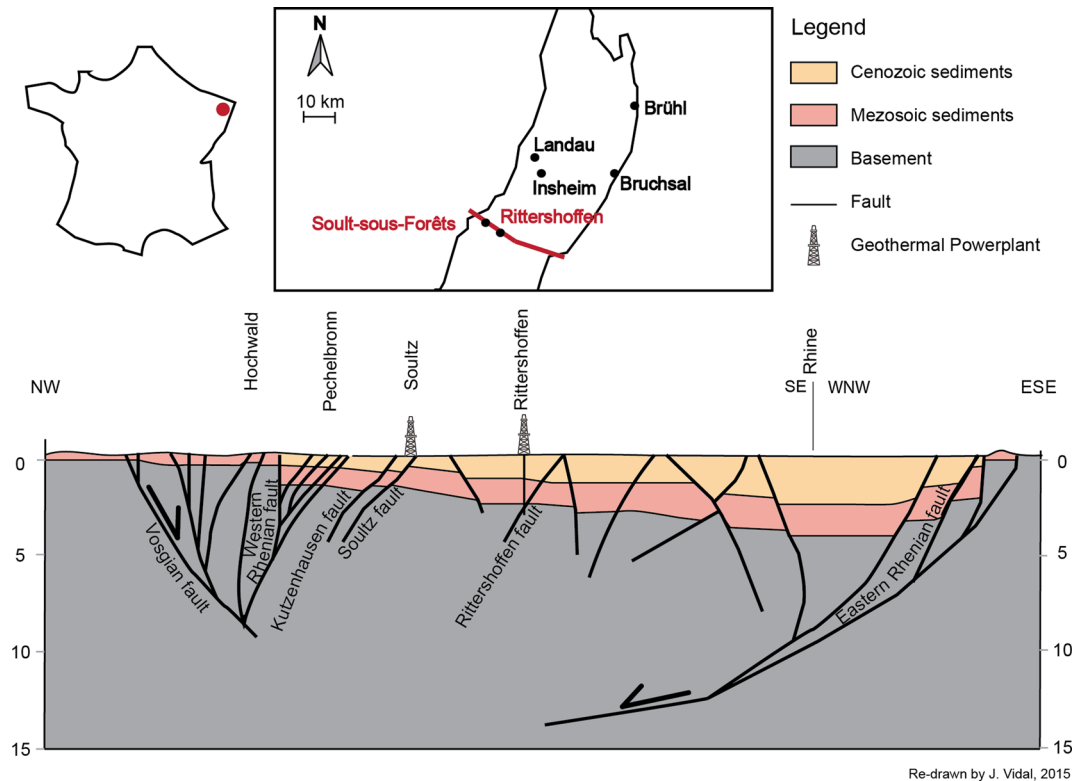 N
10 km
Brühl
Landau
Insheim
Bruchsal
Soult-sous-Forêts
Rittershoffen
Legend
Cenozoic sediments
Mezosoic sediments
Basement
Fault
Geothermal Powerplant
Hochwald
Pechelbronn
Soultz
Rittershoffen
Rhine
NW
SE
WNW
ESE
0
5
10
15
0
5
10
15
Vosgian fault
Western
Rhenian fault
Kutzenhausen fault
Soultz fault
Rittershoffen fault
Eastern Rhenian fault
Re-drawn by J. Vidal, 2015